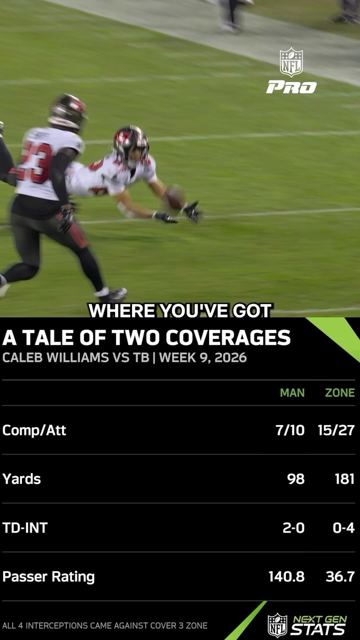 NFL
PRO
23
WHERE YOU'VE GOT
A TALE OF TWO COVERAGES
CALEB WILLIAMS VS TB | WEEK 9, 2026
MAN ZONE
Comp/Att 7/10 15/27
Yards 98 181
TD-INT 2-0 0-4
Passer Rating 140.8 36.7
ALL 4 INTERCEPTIONS CAME AGAINST COVER 3 ZONE
NFL NEXT GEN
STATS